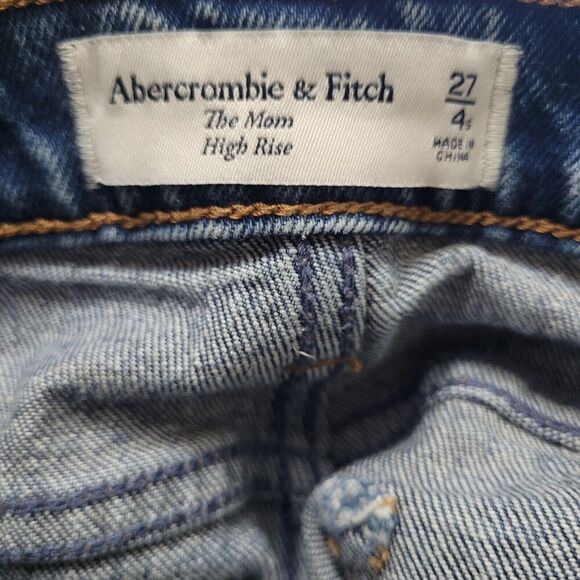 Abercrombie & Fitch
The Mom
High Rise
27
4s
MADE IN
CHINA